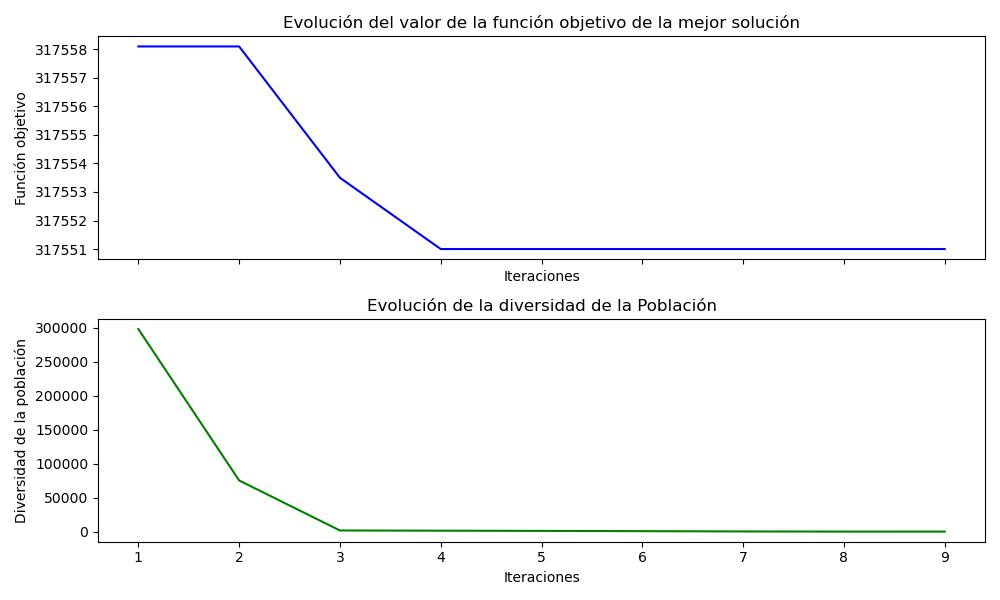 Evolución del valor de la función objetivo de la mejor solución
Función objetivo
317558
317557
317556
317555
317554
317553
317552
317551
Iteraciones
Evolución de la diversidad de la Población
Diversidad de la población
300000
250000
200000
150000
100000
50000
0
1 2 3 4 5 6 7 8 9
Iteraciones